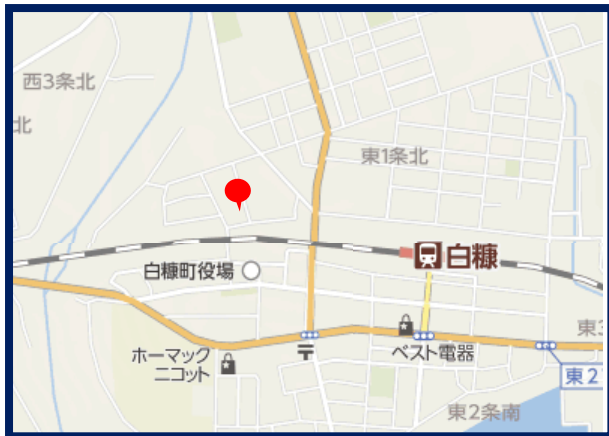 西3条北
北
東1条北
白糠
白糠町役場
東3
ホーマック
ニコット
〒
ベスト電器
東2
東2条南